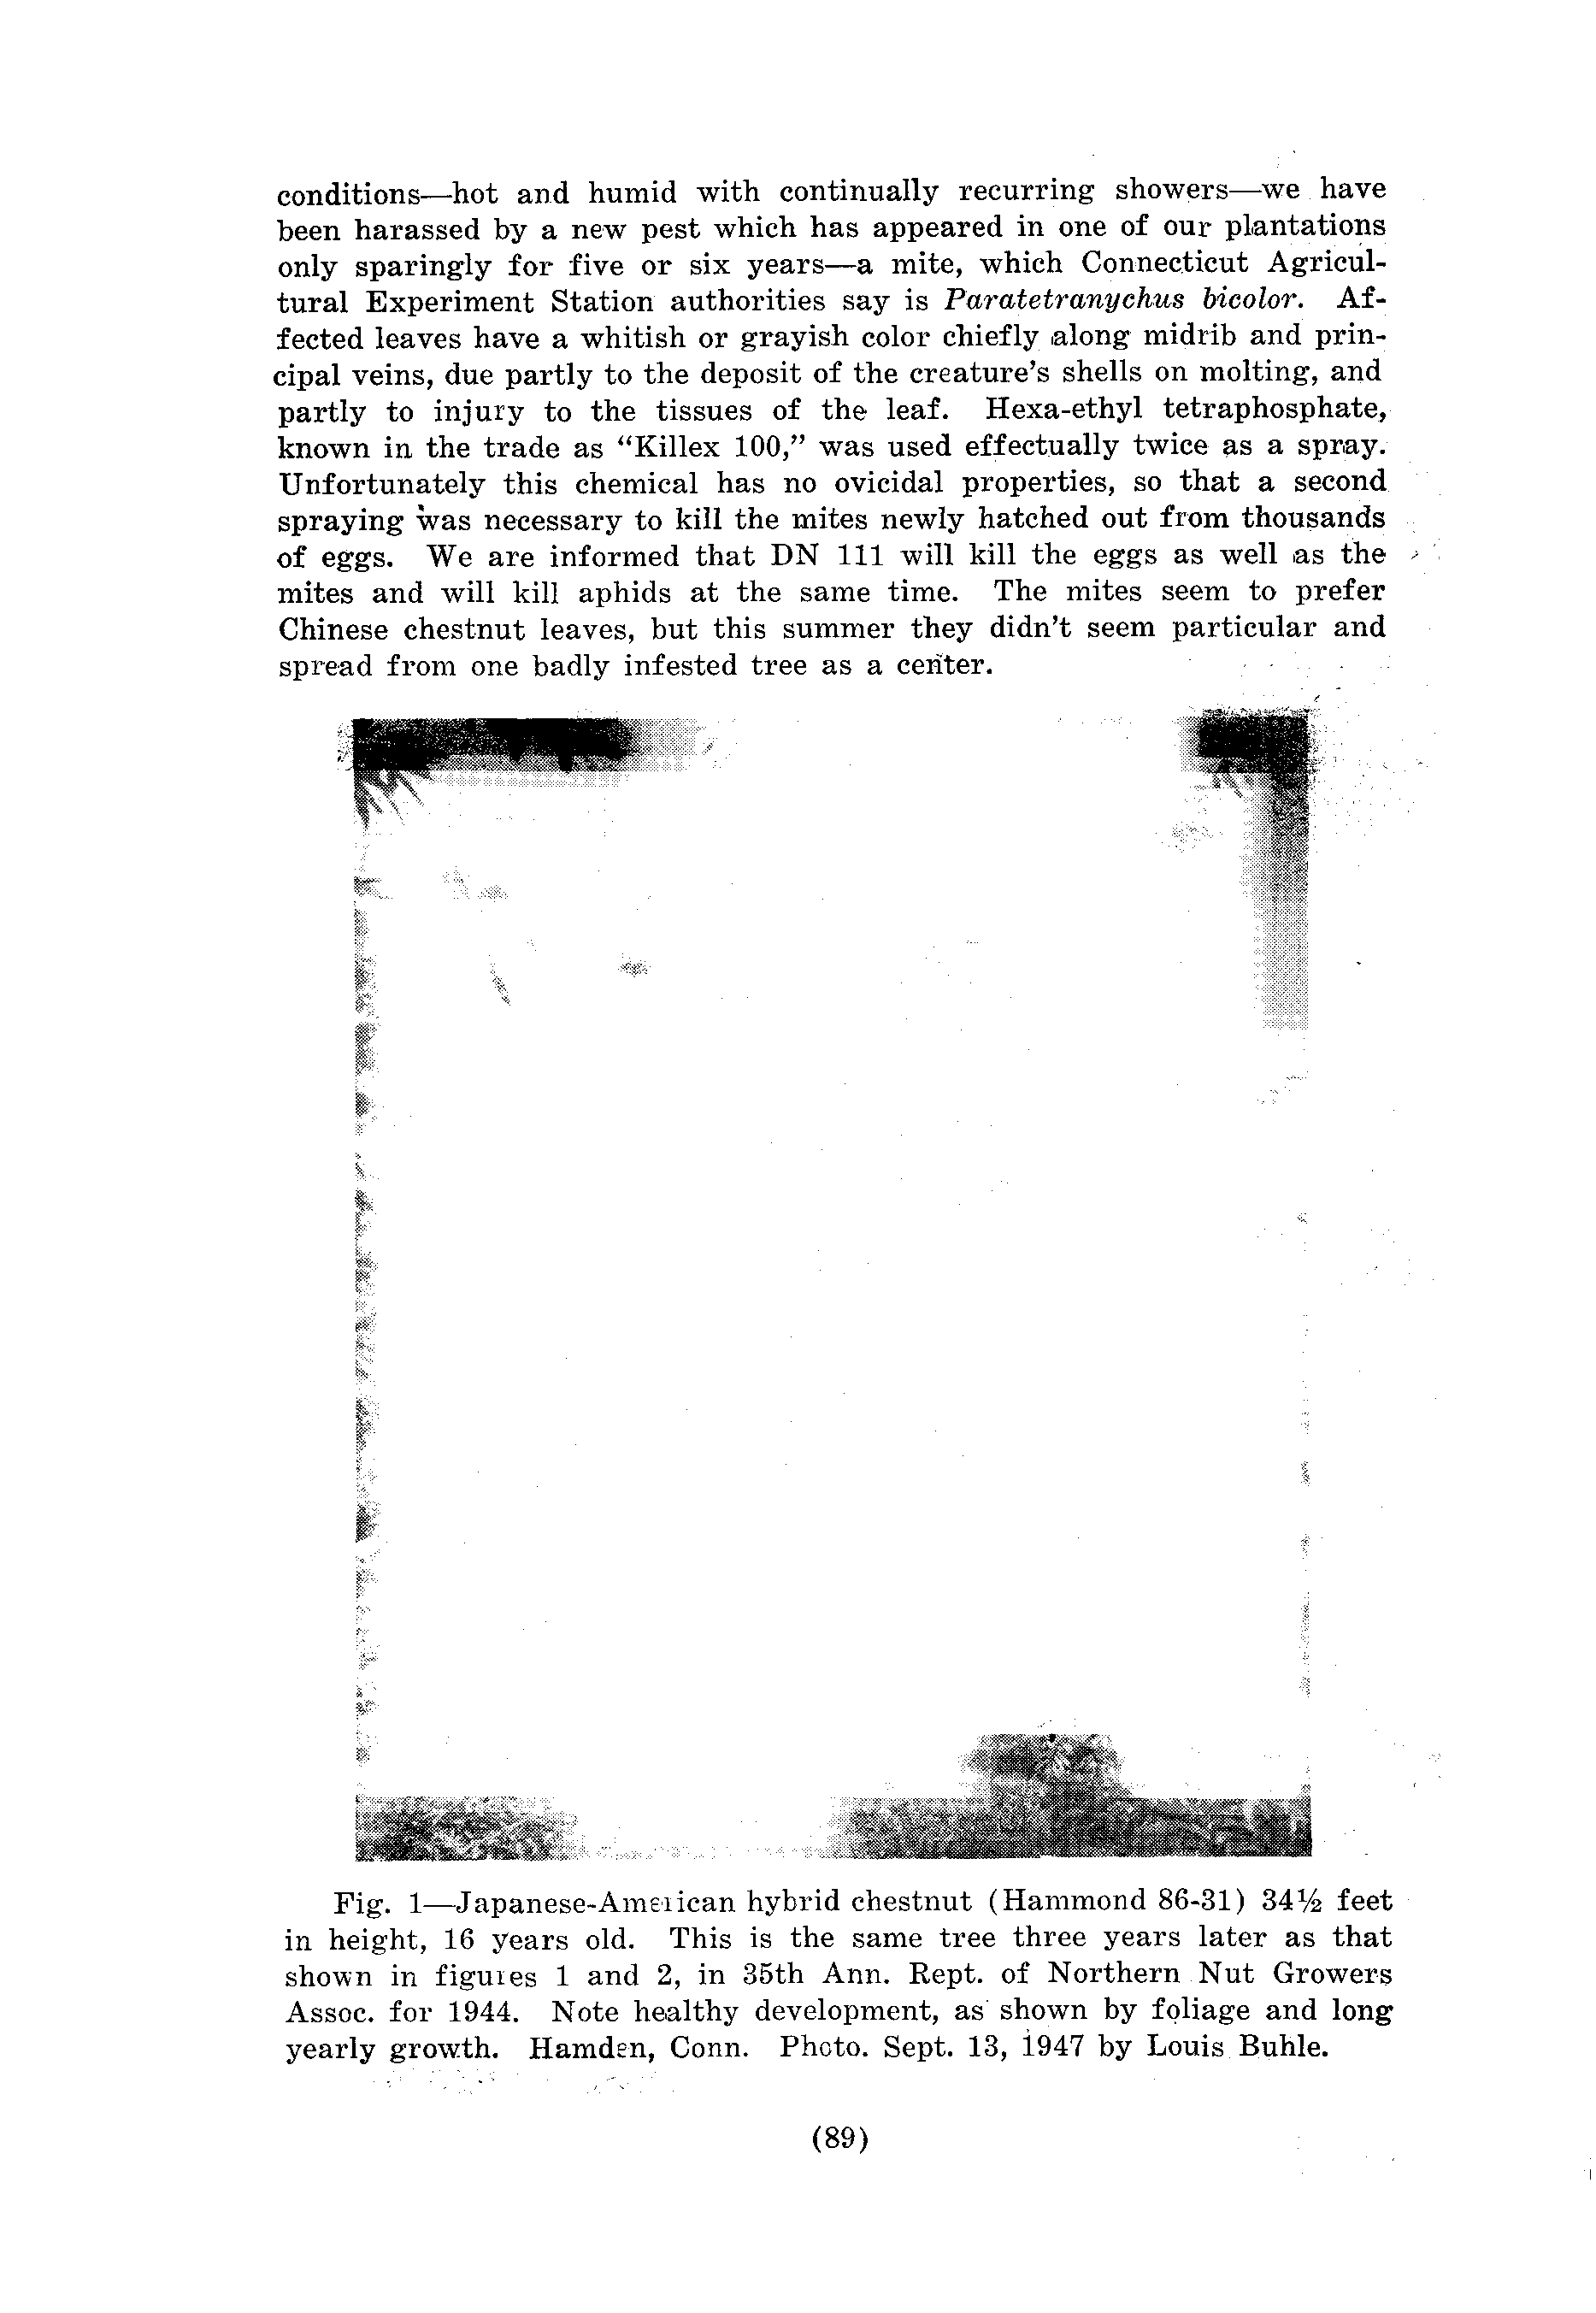 conditions—hot and humid with continually recurring showers—we have
been harassed by a new pest which has appeared in one of our plantations
only sparingly for five or six years—a mite, which Connecticut Agricul-
tural Experiment Station authorities say is Paratetranychus bicolor. Af-
fected leaves have a whitish or grayish color chiefly along midrib and prin-
cipal veins, due partly to the deposit of the creature's shells on molting, and
partly to injury to the tissues of the leaf. Hexa-ethyl tetraphosphate,
known in the trade as “Killex 100,” was used effectually twice as a spray.
Unfortunately this chemical has no ovicidal properties, so that a second
spraying was necessary to kill the mites newly hatched out from thousands
of eggs. We are informed that DN 111 will kill the eggs as well as the
mites and will kill aphids at the same time. The mites seem to prefer
Chinese chestnut leaves, but this summer they didn't seem particular and
spread from one badly infested tree as a center.
Fig. 1—Japanese-American hybrid chestnut (Hammond 86-31) 34½ feet
in height, 16 years old. This is the same tree three years later as that
shown in figures 1 and 2, in 35th Ann. Rept. of Northern Nut Growers
Assoc. for 1944. Note healthy development, as shown by foliage and long
yearly growth. Hamden, Conn. Photo. Sept. 13, 1947 by Louis Buhle.
(89)